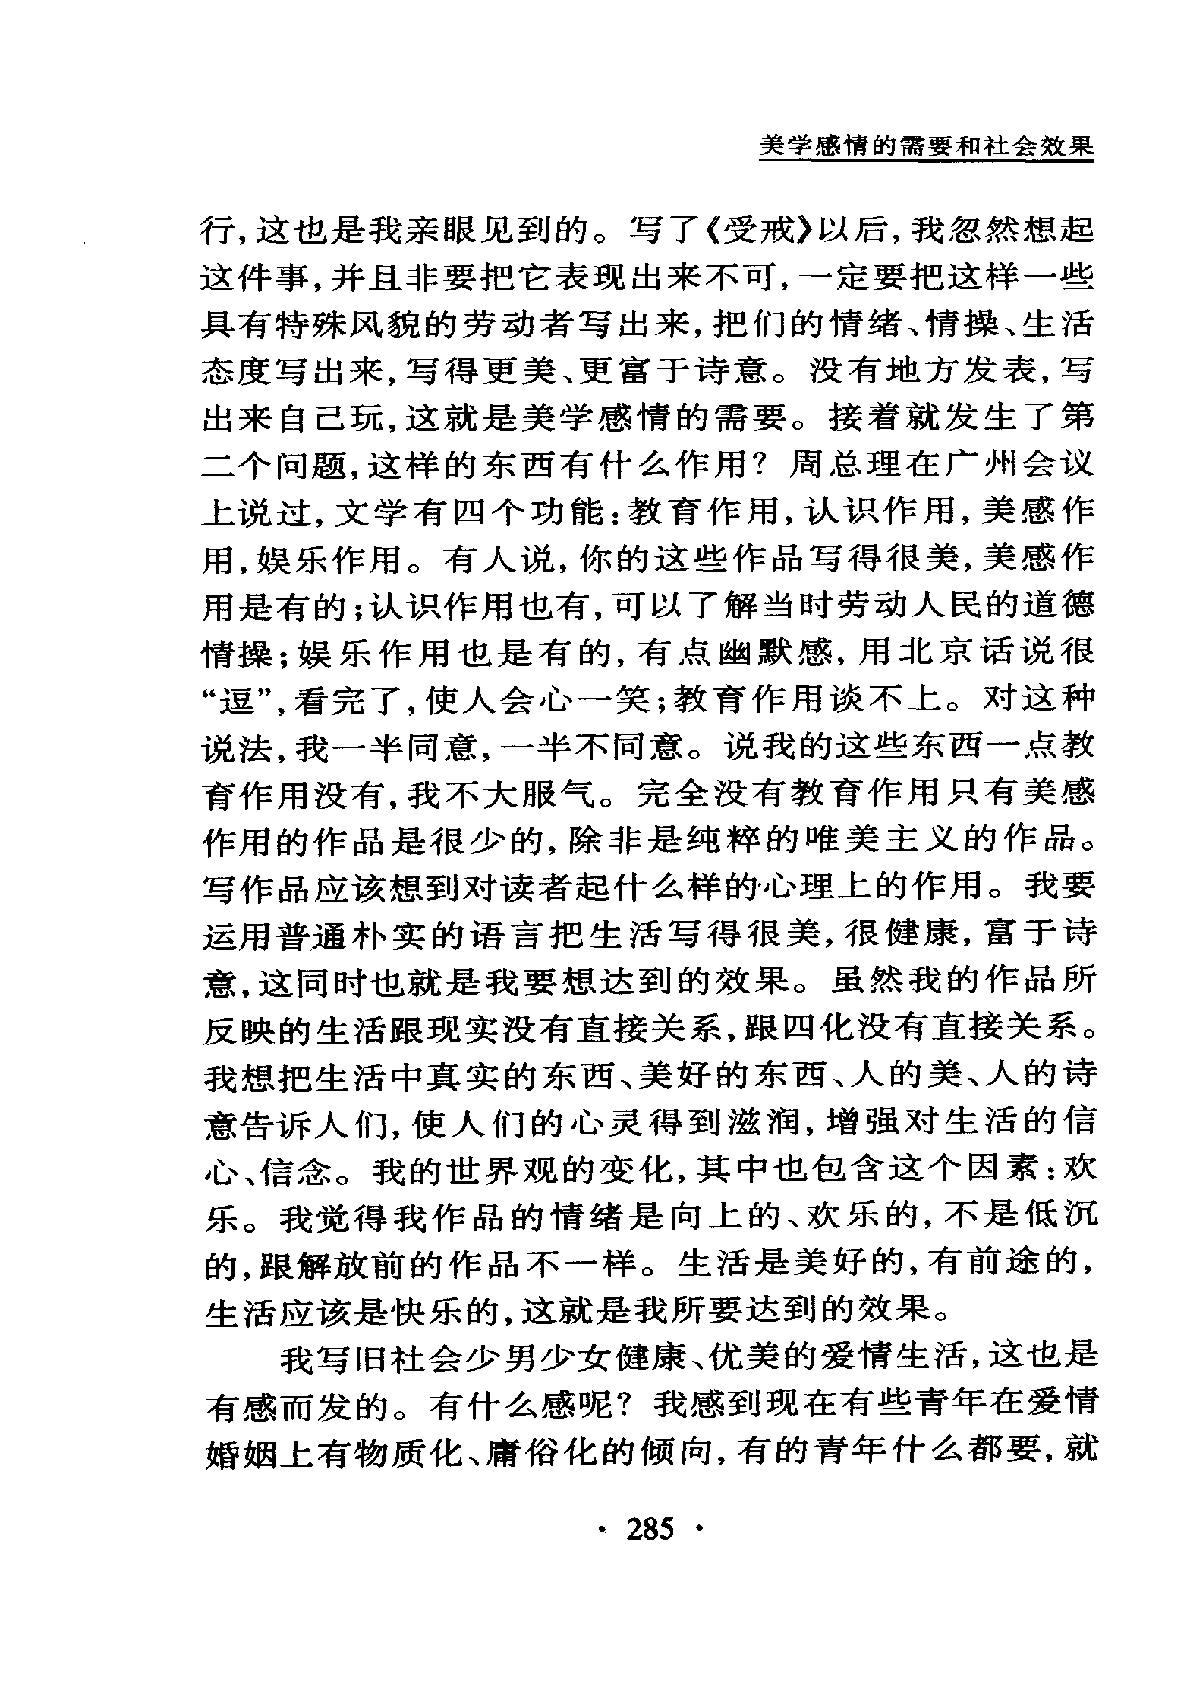 美学感情的需要和社会效果
行,这也是我亲眼见到的。写了《受戒》以后,我忽然想起
这件事,并且非要把它表现出来不可,一定要把这样一些
具有特殊风貌的劳动者写出来,把们的情绪、情操、生活
态度写出来,写得更美、更富于诗意。没有地方发表,写
出来自己玩,这就是美学感情的需要。接着就发生了第
二个问题,这样的东西有什么作用?周总理在广州会议
上说过,文学有四个功能:教育作用,认识作用,美感作
用,娱乐作用。有人说,你的这些作品写得很美,美感作
用是有的;认识作用也有,可以了解当时劳动人民的道德
情操;娱乐作用也是有的,有点幽默感,用北京话说很
“逗”,看完了,使人会心一笑;教育作用谈不上。对这种
说法,我一半同意,一半不同意。说我的这些东西一点教
育作用没有,我不大服气。完全没有教育作用只有美感
作用的作品是很少的,除非是纯粹的唯美主义的作品。
写作品应该想到对读者起什么样的心理上的作用。我要
运用普通朴实的语言把生活写得很美,很健康,富于诗
意,这同时也就是我要想达到的效果。虽然我的作品所
反映的生活跟现实没有直接关系,跟四化没有直接关系。
我想把生活中真实的东西、美好的东西、人的美、人的诗
意告诉人们,使人们的心灵得到滋润,增强对生活的信
心、信念。我的世界观的变化,其中也包含这个因素:欢
乐。我觉得我作品的情绪是向上的、欢乐的,不是低沉
的,跟解放前的作品不一样。生活是美好的,有前途的,
生活应该是快乐的,这就是我所要达到的效果。
我写旧社会少男少女健康、优美的爱情生活,这也是
有感而发的。有什么感呢?我感到现在有些青年在爱情
婚姻上有物质化、庸俗化的倾向,有的青年什么都要,就
· 285 ·